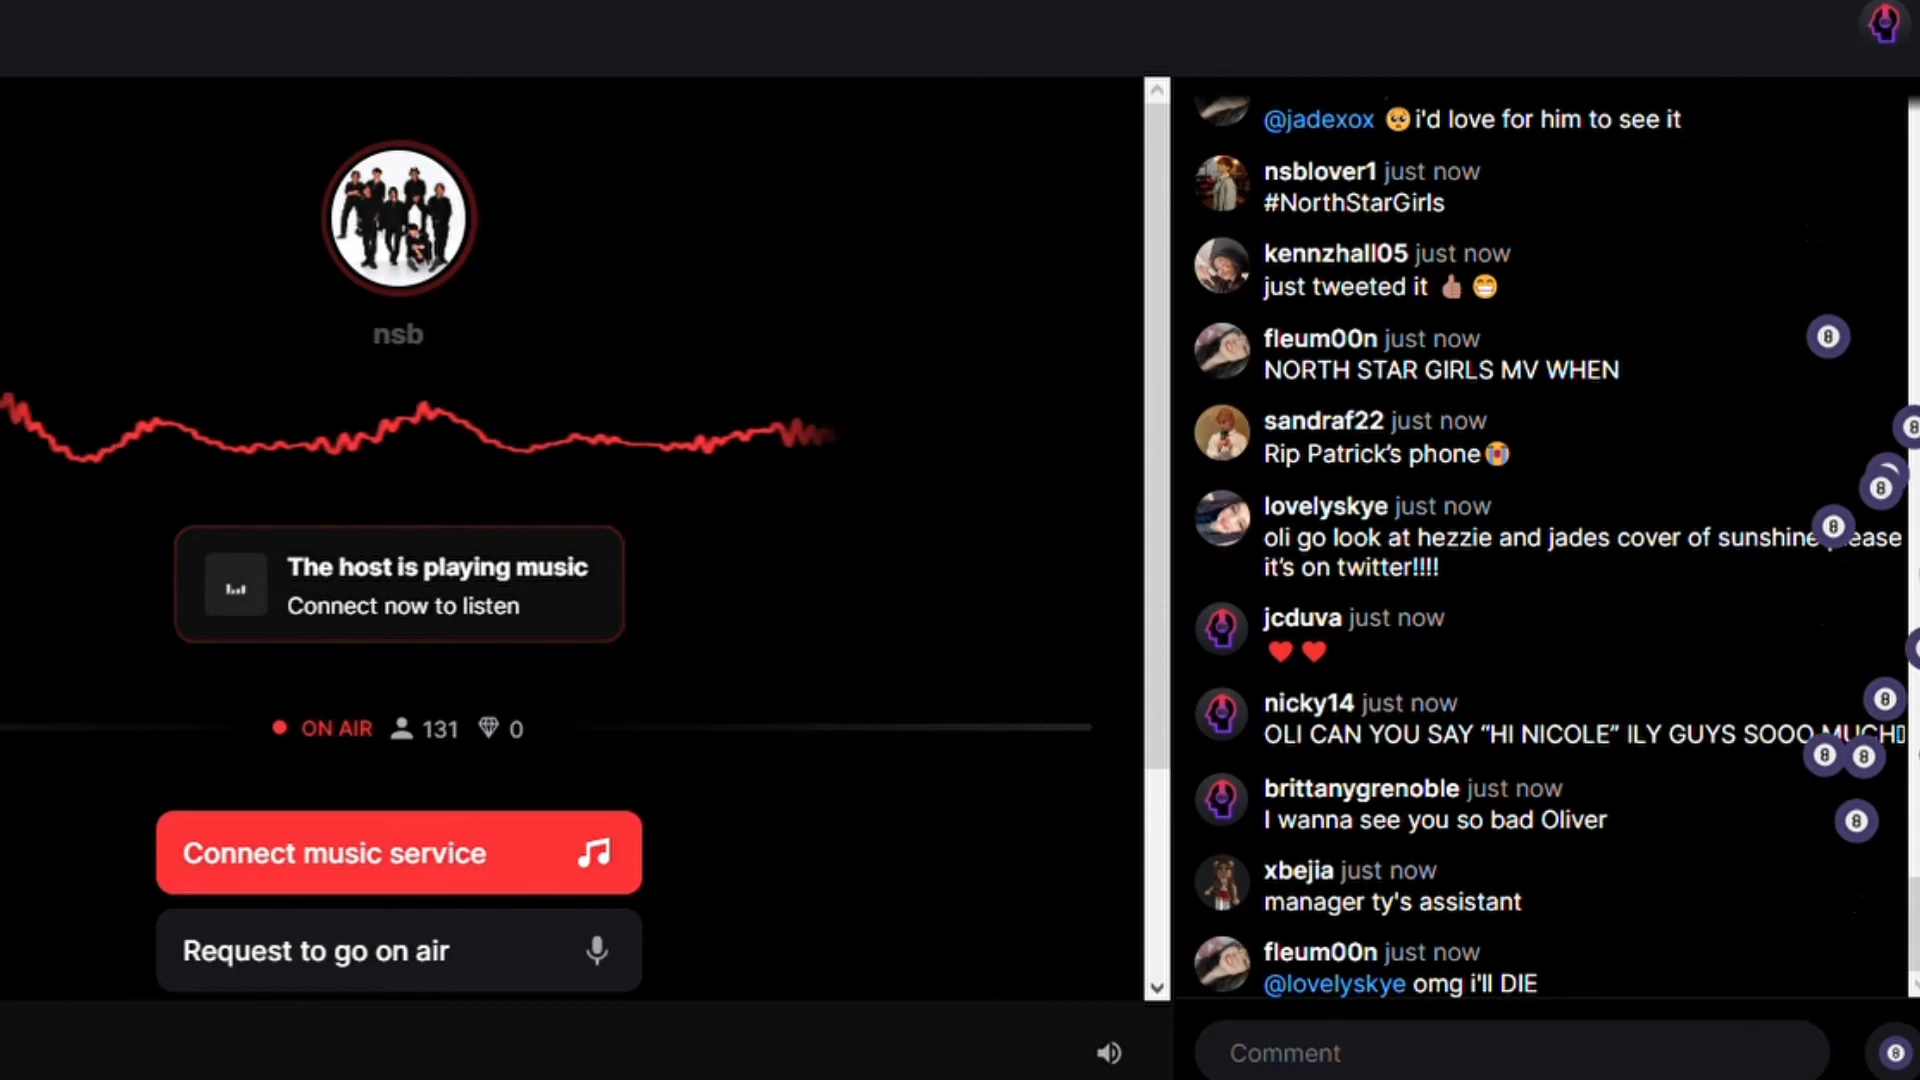 nsb
The host is playing music
Connect now to listen
ON AIR 131 0
Connect music service
Request to go on air
@jadexox 🥺i'd love for him to see it
nsblover1 just now
#NorthStarGirls
kennzhall05 just now
just tweeted it 👍🏽 😁
fleum00n just now
NORTH STAR GIRLS MV WHEN
sandraf22 just now
Rip Patrick’s phone😭
lovelyskye just now
oli go look at hezzie and jades cover of sunshine please
it’s on twitter!!!!
jcduva just now
❤️ ❤️
nicky14 just now
OLI CAN YOU SAY “HI NICOLE” ILY GUYS SOOO MUCH
brittanygrenoble just now
I wanna see you so bad Oliver
xbejia just now
manager ty's assistant
fleum00n just now
@lovelyskye omg i'll DIE
Comment